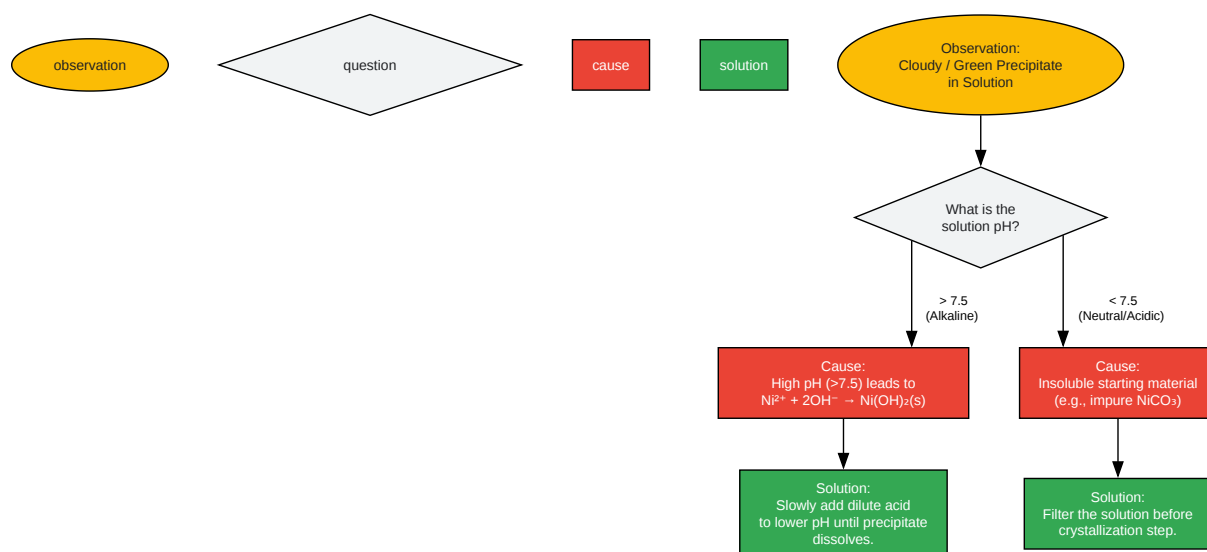 observation
question
cause
solution
Observation:
Cloudy / Green Precipitate
in Solution
What is the
solution pH?
> 7.5
(Alkaline)
< 7.5
(Neutral/Acidic)
Cause:
High pH (>7.5) leads to
Ni²⁺ + 2OH⁻ → Ni(OH)₂(s)
Cause:
Insoluble starting material
(e.g., impure NiCO₃)
Solution:
Slowly add dilute acid
to lower pH until precipitate
dissolves.
Solution:
Filter the solution before
crystallization step.